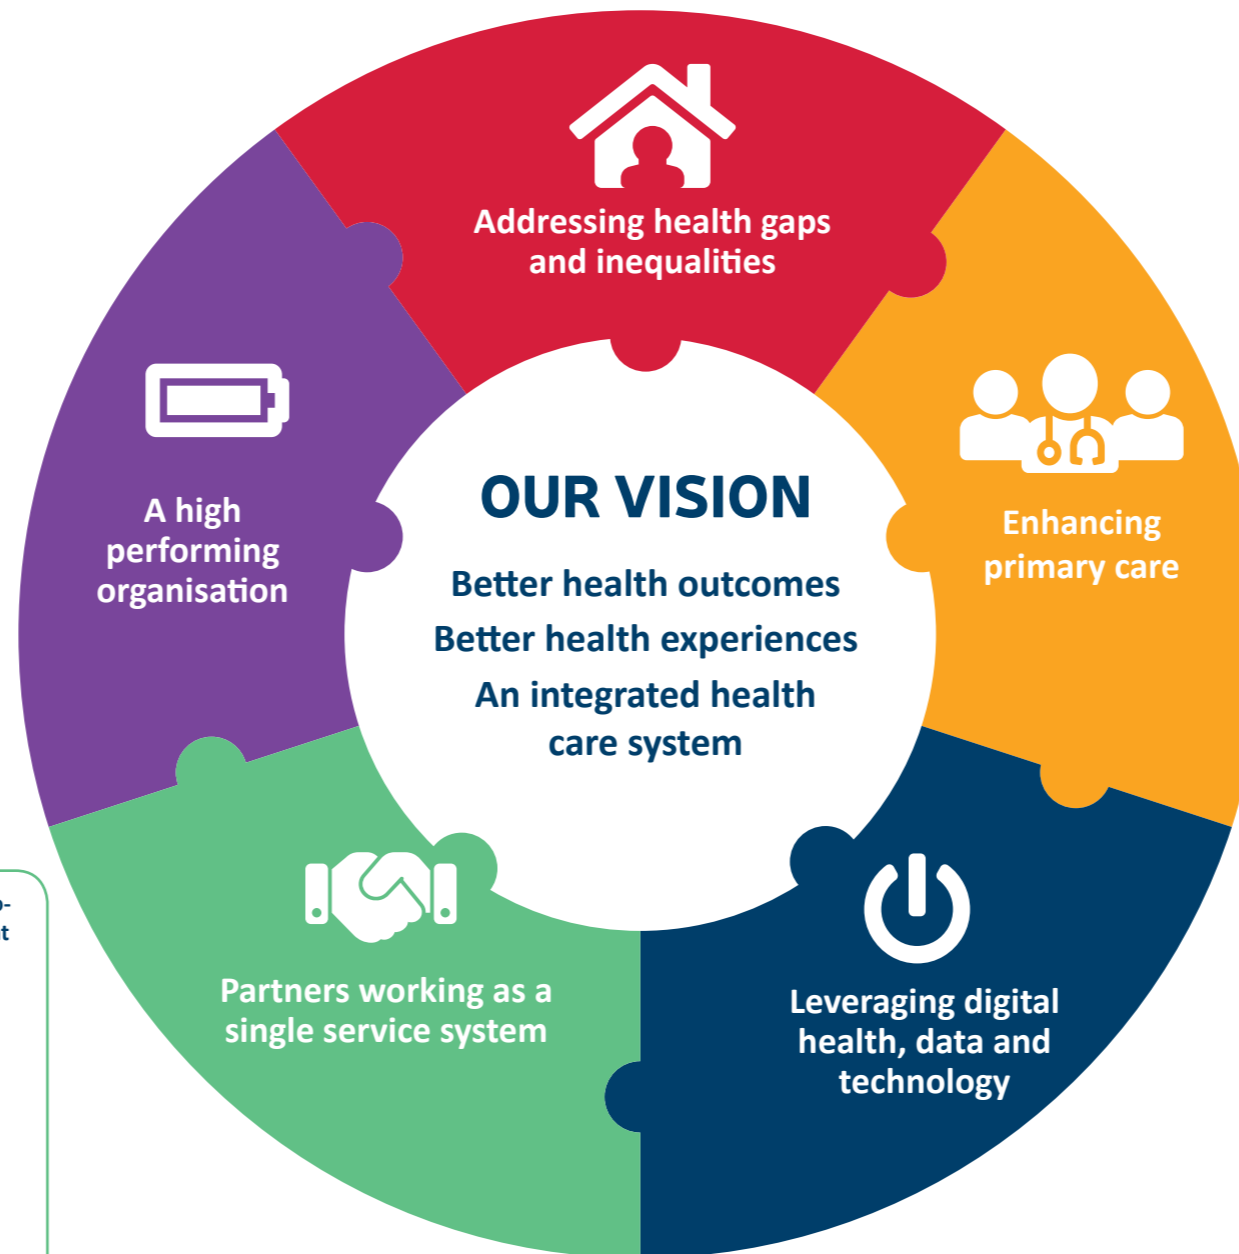 Addressing health gaps
and inequalities
Enhancing
primary care
Leveraging digital
health, data and
technology
Partners working as a
single service system
A high
performing
organisation
OUR VISION
Better health outcomes
Better health experiences
An integrated health
care system